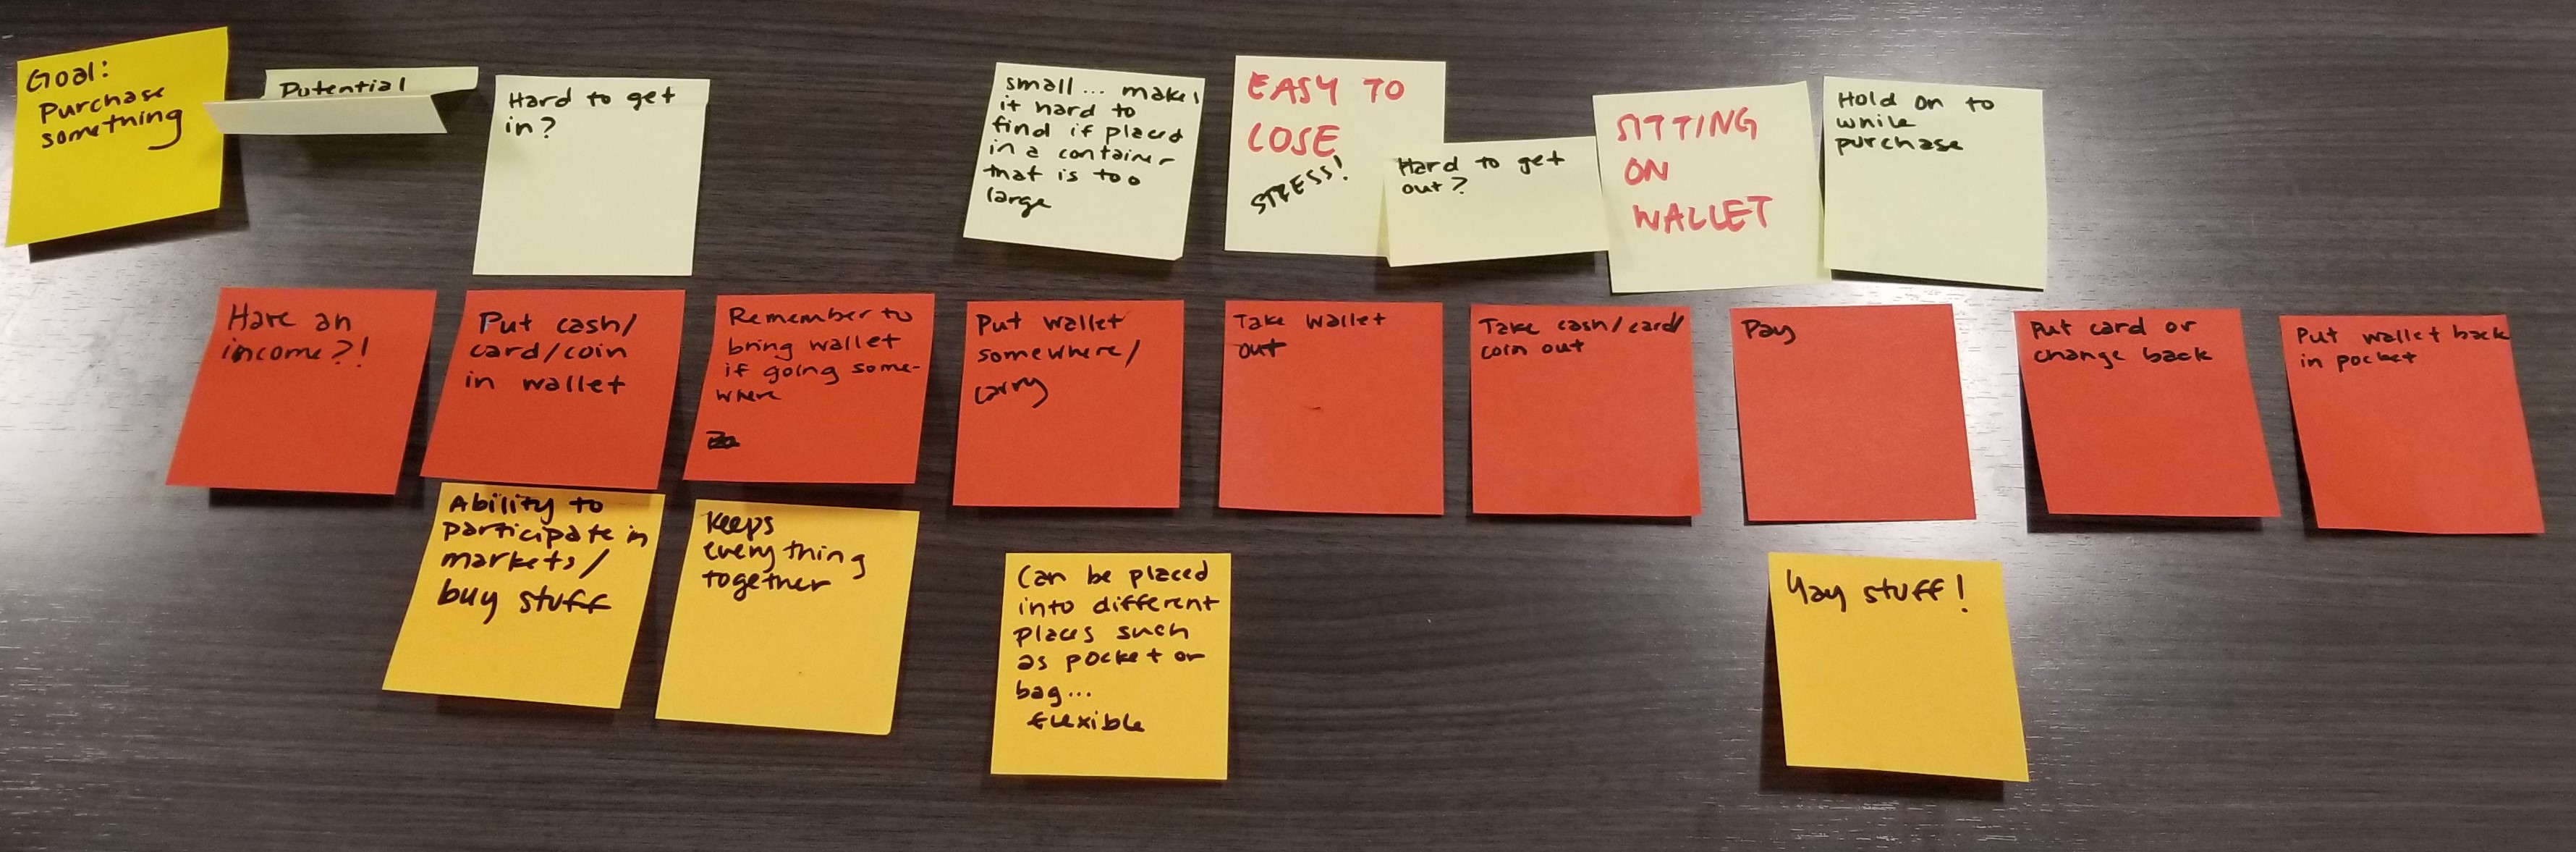 Goal:
Purchase
something
Potential
Hard to get
in?
small... makes
it hard to
find if placed
in a container
that is too
large
EASY TO
LOSE
STRESS!
Hard to get
out?
SITTING
ON
WALLET
Hold on to
while
purchase
Have an
income?!
Put cash/
card/coin
in wallet
Remember to
bring wallet
if going some-
where
Put wallet
somewhere/
carry
Take wallet
out
Take cash/card/
coin out
Pay
Put card or
change back
Put wallet back
in pocket
Ability to
participate in
markets/
buy stuff
Keeps
everything
together
Can be placed
into different
places such
as pocket or
bag...
flexible
Yay stuff!